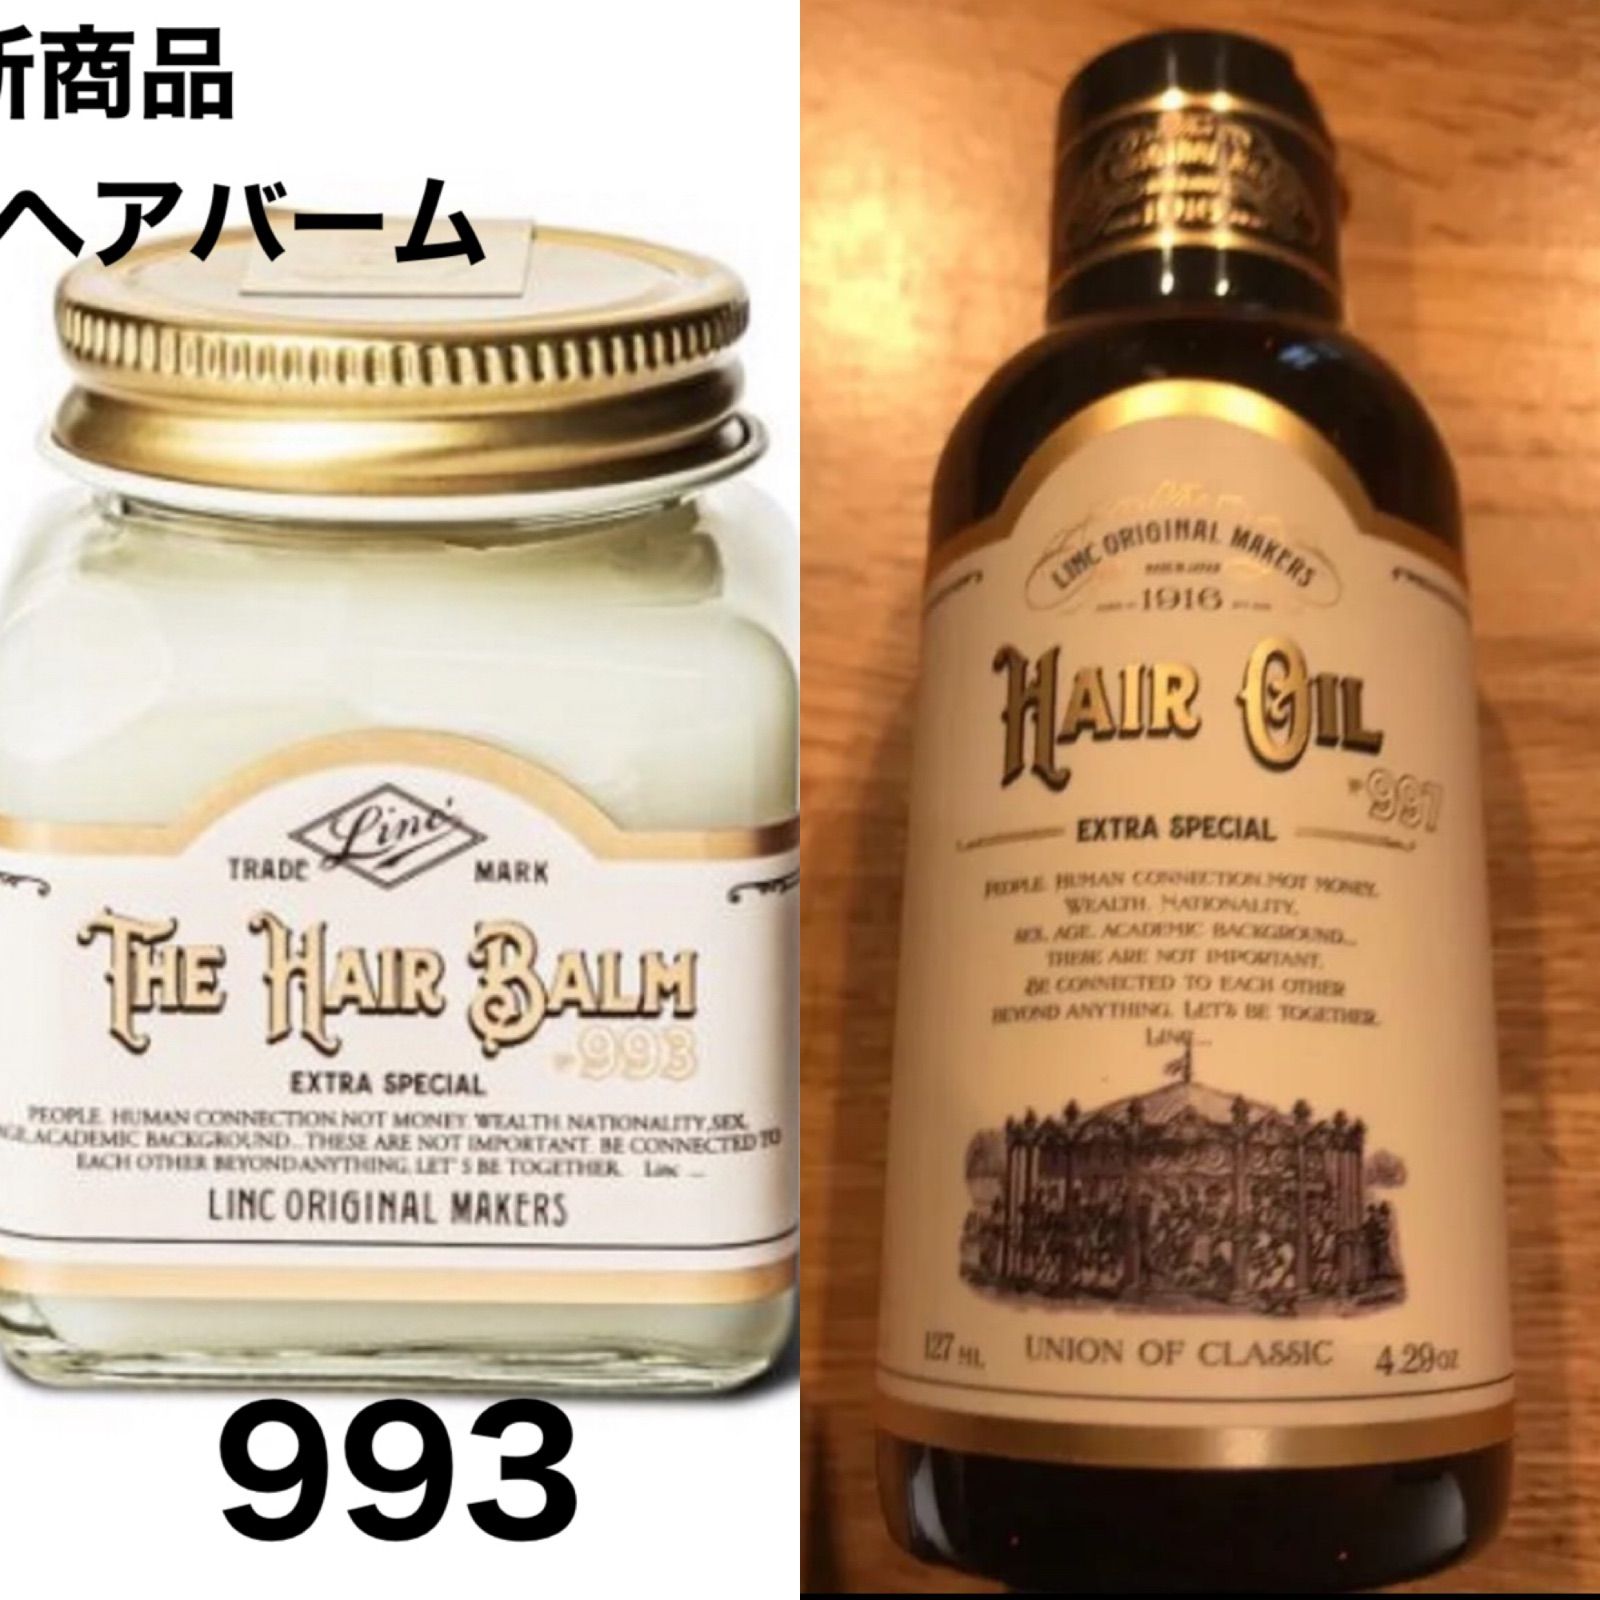 新商品
ヘアバーム
Linc
TRADE MARK
THE HAIR BALM
993
EXTRA SPECIAL
PEOPLE. HUMAN CONNECTION.NOT MONEY. WEALTH. NATIONALITY,SEX,
AGE,ACADEMIC BACKGROUND... THESE ARE NOT IMPORTANT. BE CONNECTED TO
EACH OTHER BEYOND ANYTHING. LET'S BE TOGETHER. Linc ...
LINC ORIGINAL MAKERS
993
1916
LINC ORIGINAL MAKERS
1916
HAIR OIL
997
EXTRA SPECIAL
PEOPLE. HUMAN CONNECTION.NOT MONEY.
WEALTH. NATIONALITY,
SEX, AGE, ACADEMIC BACKGROUND...
THESE ARE NOT IMPORTANT.
BE CONNECTED TO EACH OTHER
BEYOND ANYTHING. LET'S BE TOGETHER.
LINC...
127 ML UNION OF CLASSIC 4.29oz